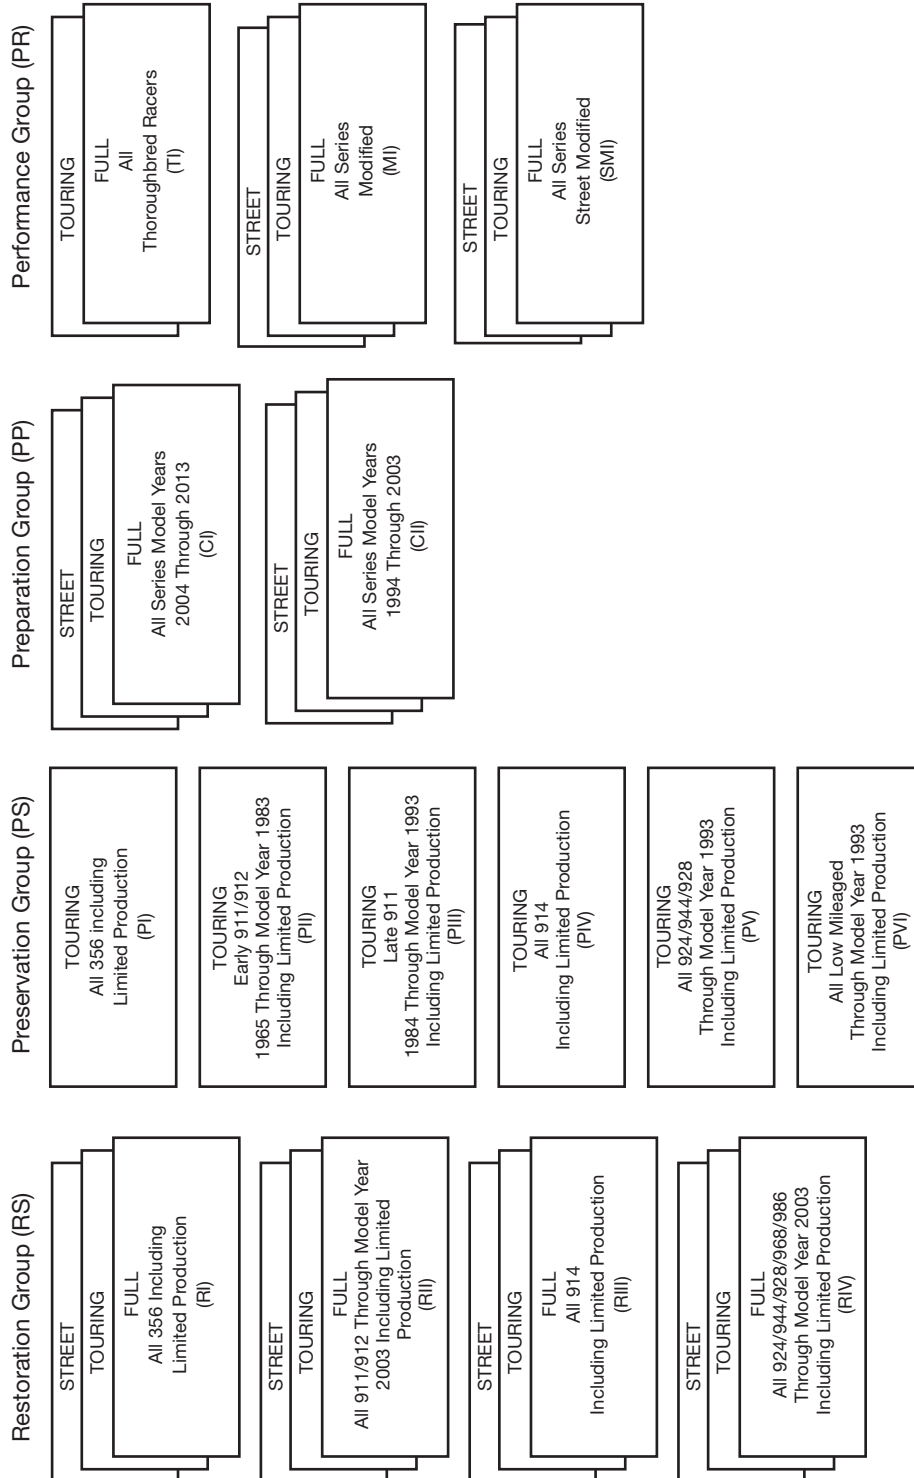 Restoration Group (RS)
STREET
TOURING
FULL
All 356 Including
Limited Production
(RI)
STREET
TOURING
FULL
All 911/912 Through Model Year
2003 Including Limited
Production
(RII)
STREET
TOURING
FULL
All 914
Including Limited Production
(RIII)
STREET
TOURING
FULL
All 924/944/928/968/986
Through Model Year 2003
Including Limited Production
(RIV)
Preservation Group (PS)
TOURING
All 356 including
Limited Production
(PI)
TOURING
Early 911/912
1965 Through Model Year 1983
Including Limited Production
(PII)
TOURING
Late 911
1984 Through Model Year 1993
Including Limited Production
(PIII)
TOURING
All 914
Including Limited Production
(PIV)
TOURING
All 924/944/928
Through Model Year 1993
Including Limited Production
(PV)
TOURING
All Low Mileaged
Through Model Year 1993
Including Limited Production
(PVI)
Preparation Group (PP)
STREET
TOURING
FULL
All Series Model Years
2004 Through 2013
(CI)
STREET
TOURING
FULL
All Series Model Years
1994 Through 2003
(CII)
Performance Group (PR)
TOURING
FULL
All
Thoroughbred Racers
(TI)
STREET
TOURING
FULL
All Series
Modified
(MI)
STREET
TOURING
FULL
All Series
Street Modified
(SMI)